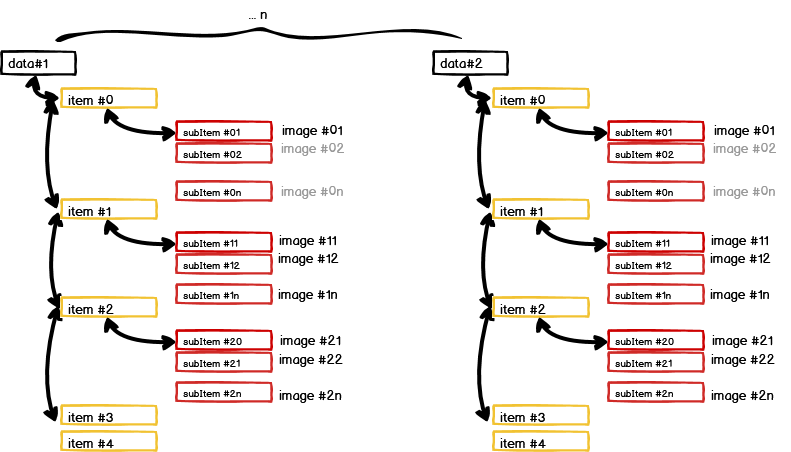 ... n
data#1
item #0
subItem #01 image #01
subItem #02 image #02
subItem #0n image #0n
item #1
subItem #11 image #11
subItem #12 image #12
subItem #1n image #1n
item #2
subItem #20 image #21
subItem #21 image #22
subItem #2n image #2n
item #3
item #4
data#2
item #0
subItem #01 image #01
subItem #02 image #02
subItem #0n image #0n
item #1
subItem #11 image #11
subItem #12 image #12
subItem #1n image #1n
item #2
subItem #20 image #21
subItem #21 image #22
subItem #2n image #2n
item #3
item #4